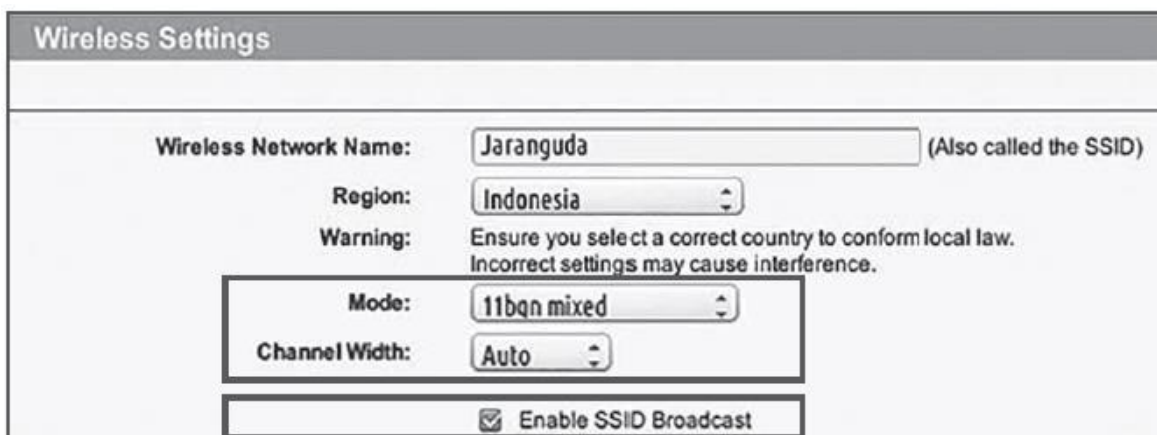 Wireless Settings
Wireless Network Name: Jaranguda (Also called the SSID)
Region: Indonesia
Warning: Ensure you select a correct country to conform local law.
Incorrect settings may cause interference.
Mode: 11bgn mixed
Channel Width: Auto
Enable SSID Broadcast